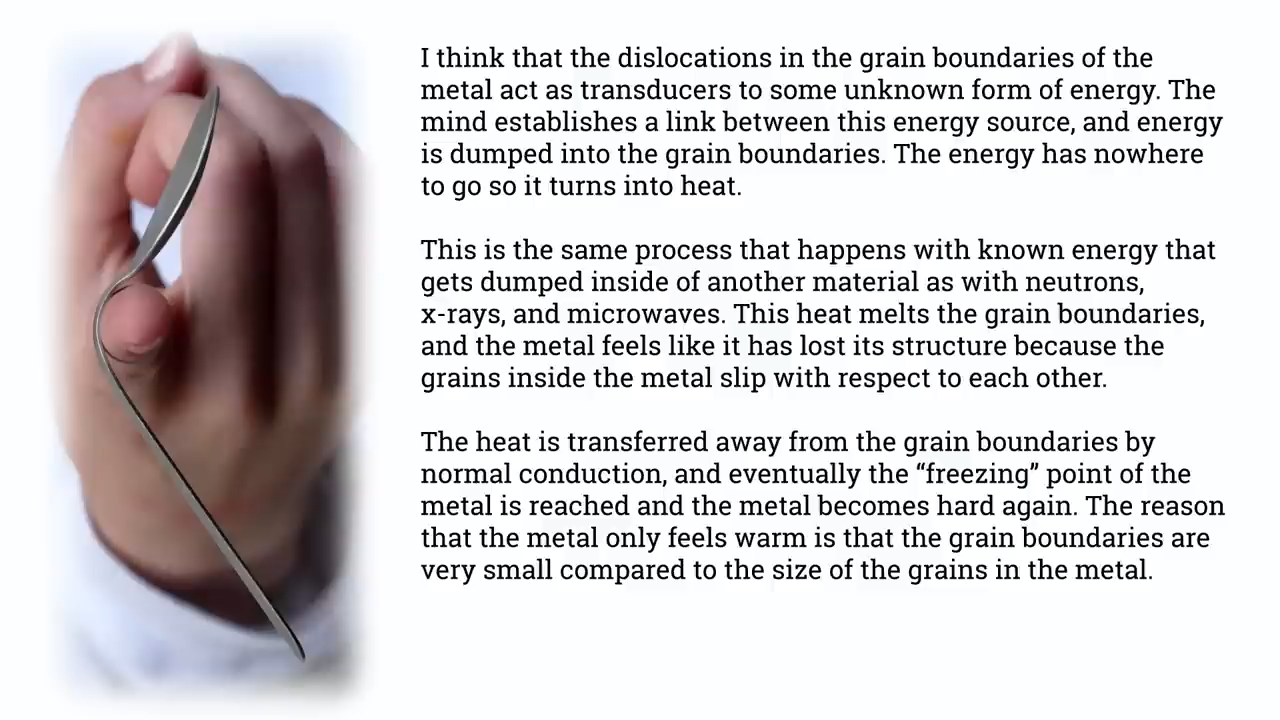 I think that the dislocations in the grain boundaries of the
metal act as transducers to some unknown form of energy. The
mind establishes a link between this energy source, and energy
is dumped into the grain boundaries. The energy has nowhere
to go so it turns into heat.
This is the same process that happens with known energy that
gets dumped inside of another material as with neutrons,
x-rays, and microwaves. This heat melts the grain boundaries,
and the metal feels like it has lost its structure because the
grains inside the metal slip with respect to each other.
The heat is transferred away from the grain boundaries by
normal conduction, and eventually the “freezing” point of the
metal is reached and the metal becomes hard again. The reason
that the metal only feels warm is that the grain boundaries are
very small compared to the size of the grains in the metal.